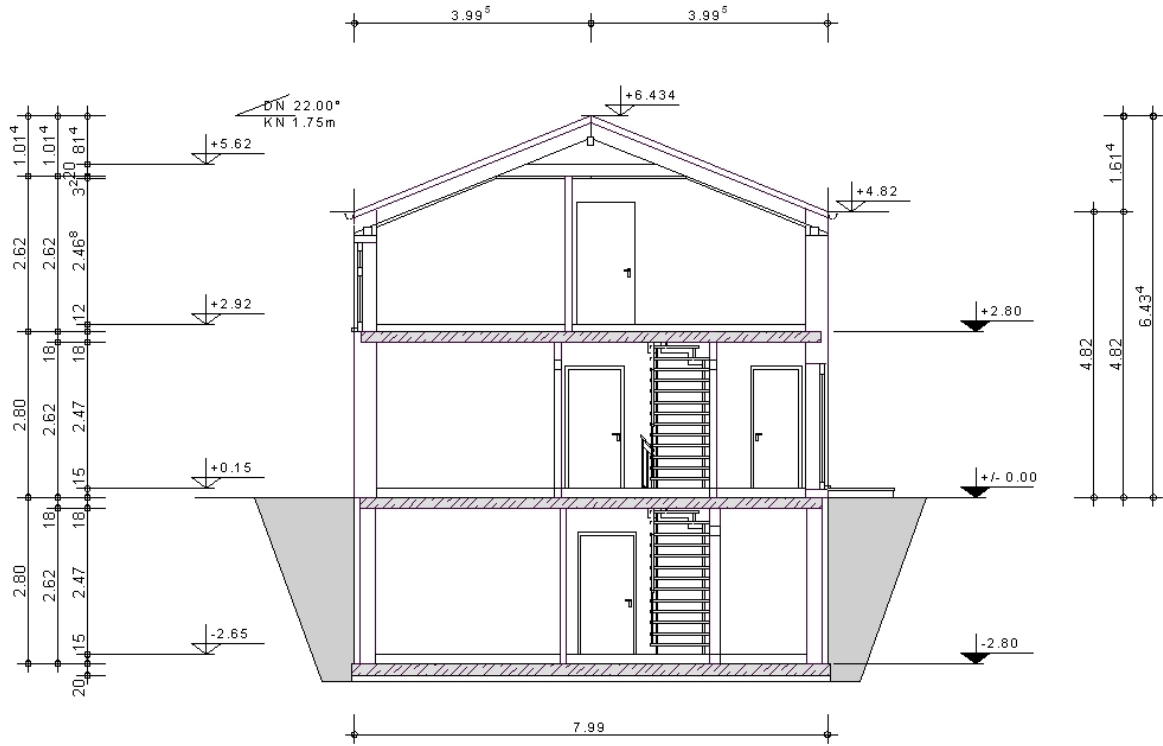 3.99⁵ 3.99⁵
DN 22.00°
KN 1.75m
+6.434
+5.62
+4.82
+2.92
+2.80
+0.15
+/- 0.00
-2.65
-2.80
1.01⁴ 2.62 2.80 2.80
1.01⁴ 2.62 18 2.62 18 2.62
81⁴ 20 3² 2.46⁸ 12 18 2.47 15 18 2.47 15 20
4.82
1.61⁴ 4.82
6.43⁴
7.99